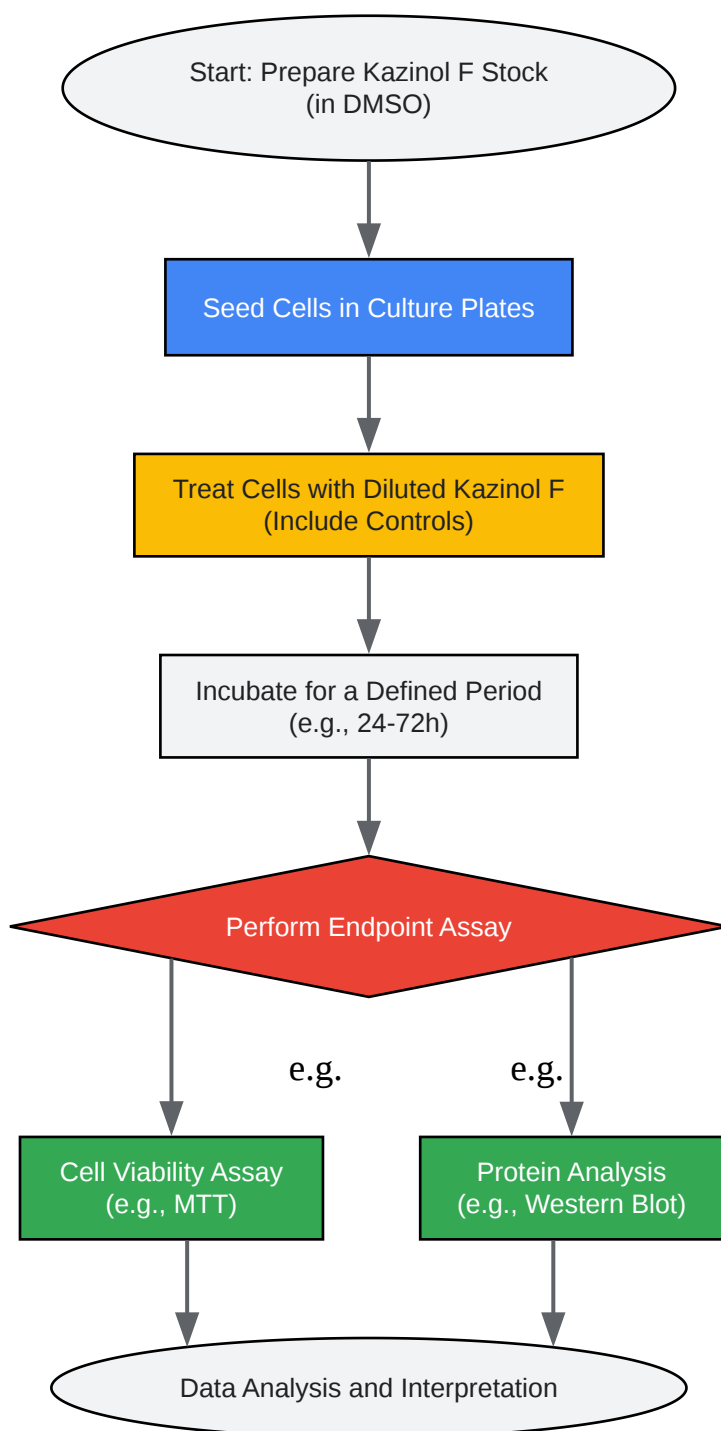 Start: Prepare Kazinol F Stock
(in DMSO)
Seed Cells in Culture Plates
Treat Cells with Diluted Kazinol F
(Include Controls)
Incubate for a Defined Period
(e.g., 24-72h)
Perform Endpoint Assay
e.g.
e.g.
Cell Viability Assay
(e.g., MTT)
Protein Analysis
(e.g., Western Blot)
Data Analysis and Interpretation